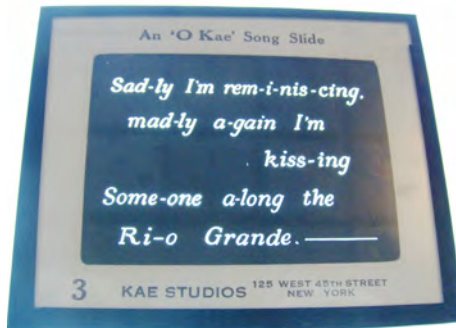 An 'O Kae' Song Slide
Sad-ly I'm rem-i-nis-cing.
mad-ly a-gain I'm
kiss-ing
Some-one a-long the
Ri-o Grande.———
3 KAE STUDIOS 125 WEST 45TH STREET
NEW YORK